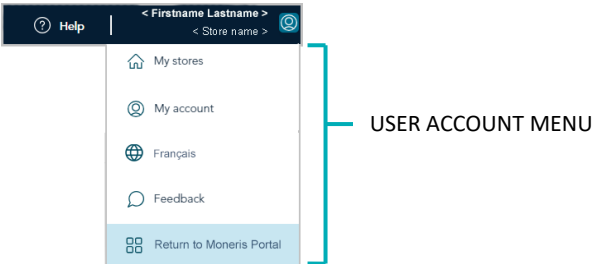 Help
< Firstname Lastname >
< Store name >
My stores
My account
Français
Feedback
Return to Moneris Portal
USER ACCOUNT MENU